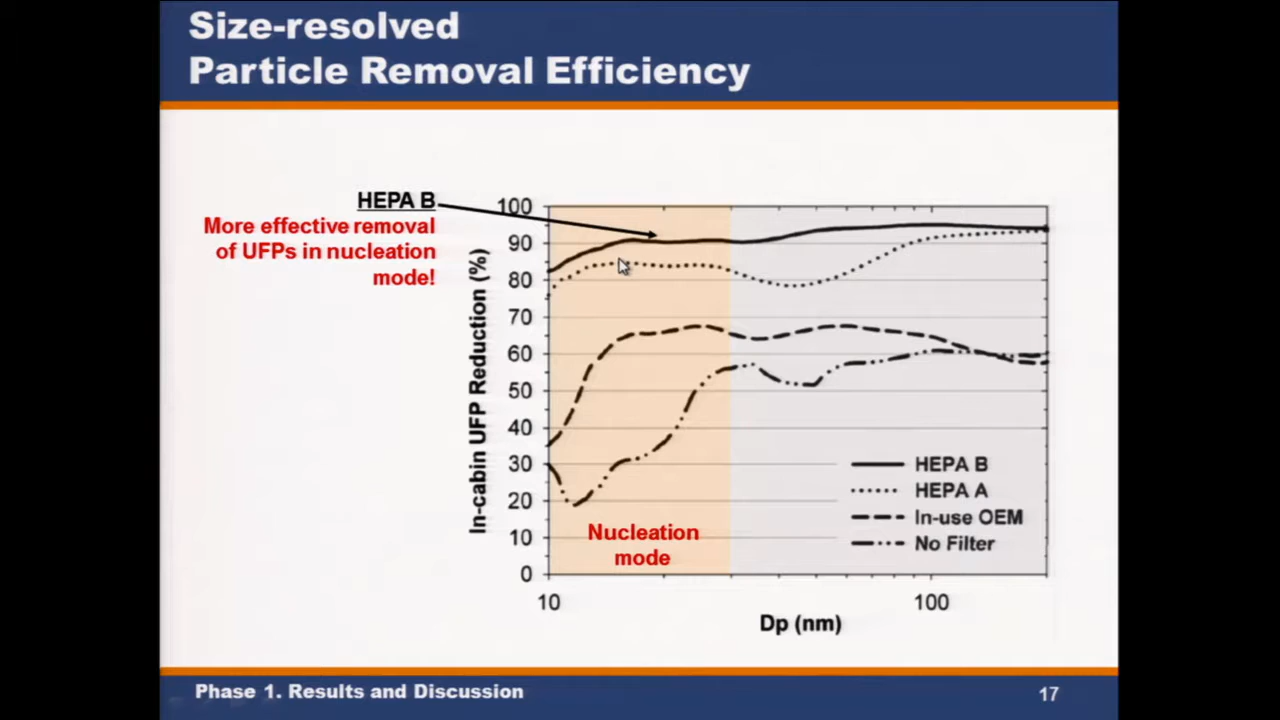 Size-resolved
Particle Removal Efficiency
HEPA B
More effective removal
of UFPs in nucleation
mode!
In-cabin UFP Reduction (%)
100
90
80
70
60
50
40
30
20
10
0
Nucleation
mode
HEPA B
HEPA A
In-use OEM
No Filter
10
100
Dp (nm)
Phase 1. Results and Discussion
17